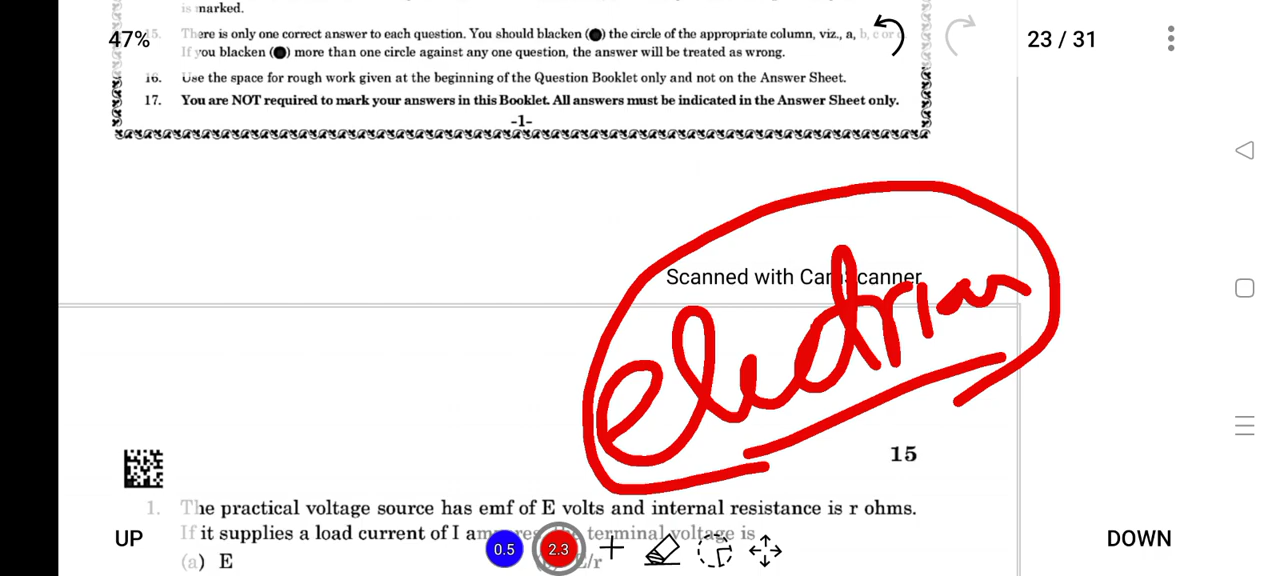 is marked.
47% 15. There is only one correct answer to each question. You should blacken (●) the circle of the appropriate column, viz., a, b, c or 23 / 31
If you blacken (●) more than one circle against any one question, the answer will be treated as wrong.
16. Use the space for rough work given at the beginning of the Question Booklet only and not on the Answer Sheet.
17. You are NOT required to mark your answers in this Booklet. All answers must be indicated in the Answer Sheet only.
-1-
Scanned with CamScanner
electrian
15
1. The practical voltage source has emf of E volts and internal resistance is r ohms.
UP If it supplies a load current of I terminal voltage is DOWN
(a) E 0.5 2.3 E/r